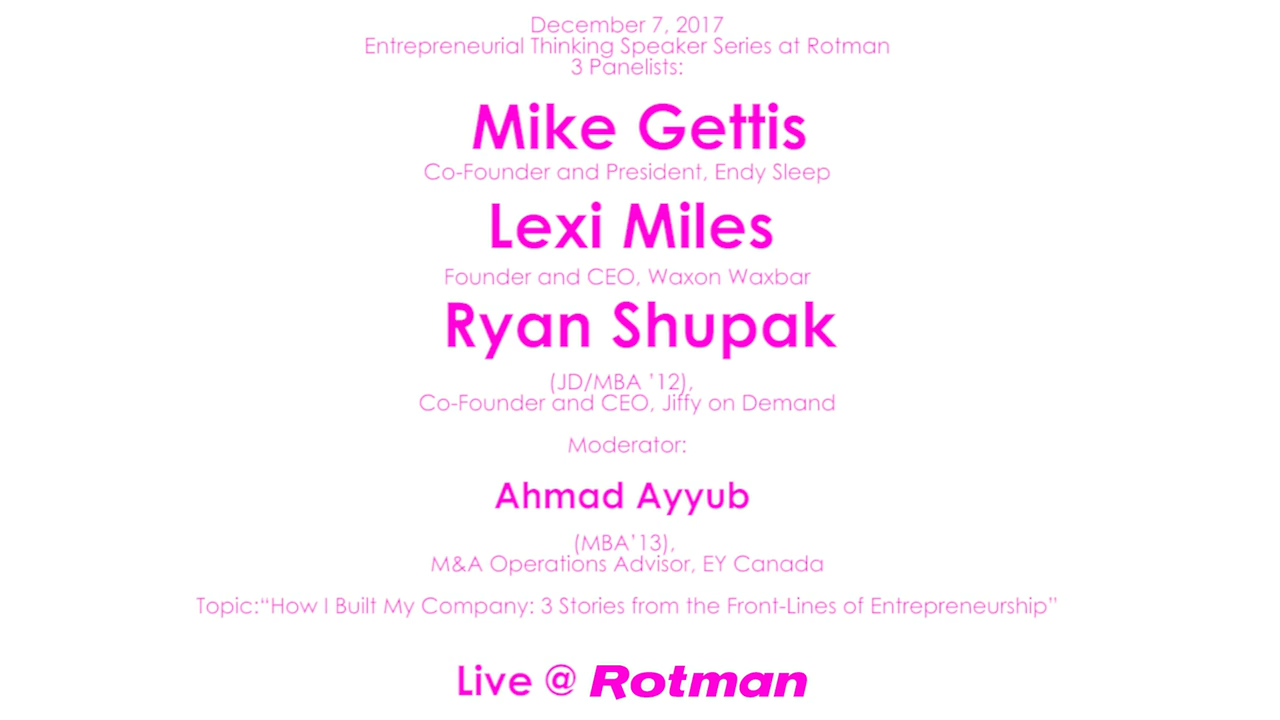 December 7, 2017
Entrepreneurial Thinking Speaker Series at Rotman
3 Panelists:
Mike Gettis
Co-Founder and President, Endy Sleep
Lexi Miles
Founder and CEO, Waxon Waxbar
Ryan Shupak
(JD/MBA ’12),
Co-Founder and CEO, Jiffy on Demand
Moderator:
Ahmad Ayyub
(MBA’13),
M&A Operations Advisor, EY Canada
Topic:“How I Built My Company: 3 Stories from the Front-Lines of Entrepreneurship”
Live @ Rotman